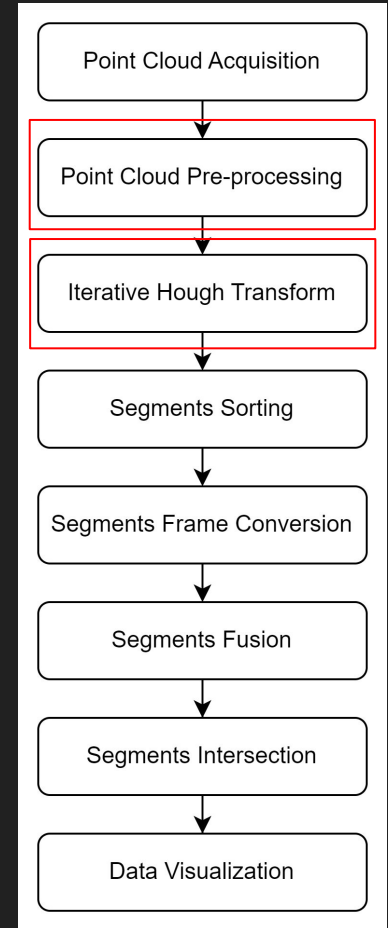 Point Cloud Acquisition
Point Cloud Pre-processing
Iterative Hough Transform
Segments Sorting
Segments Frame Conversion
Segments Fusion
Segments Intersection
Data Visualization